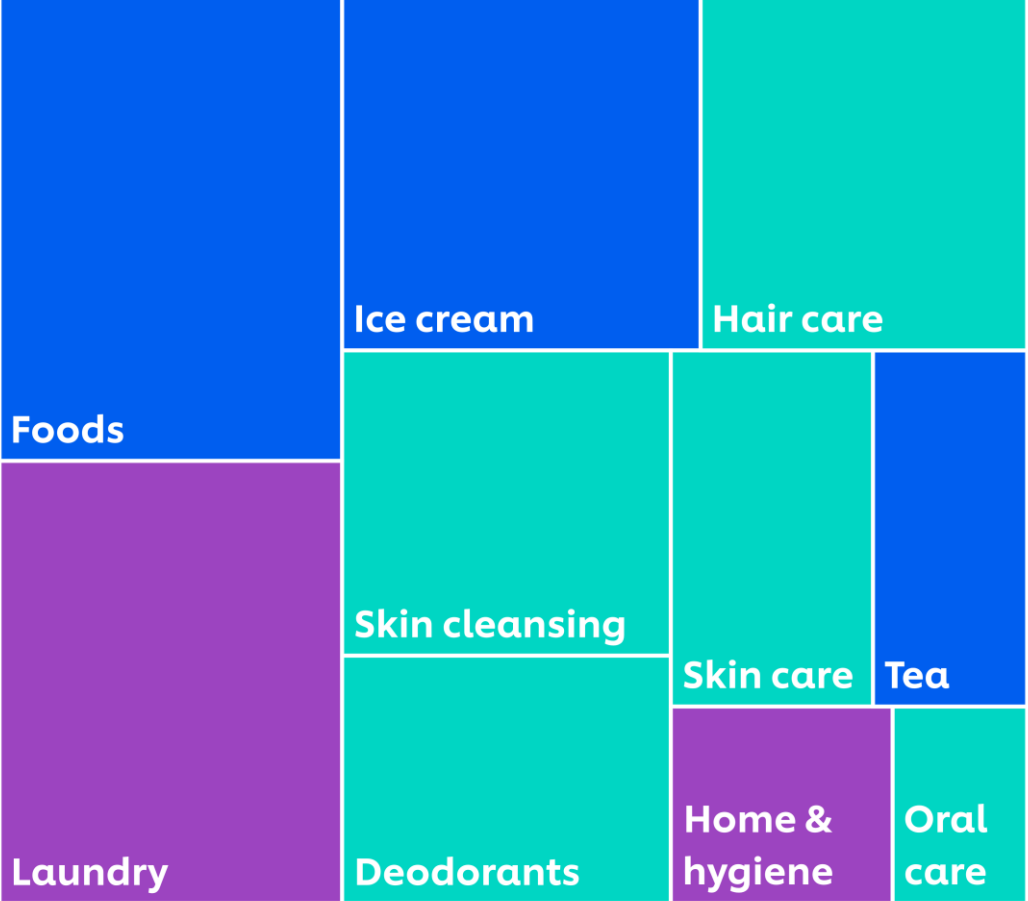 Foods
Ice cream
Hair care
Laundry
Skin cleansing
Skin care
Tea
Deodorants
Home &
hygiene
Oral
care